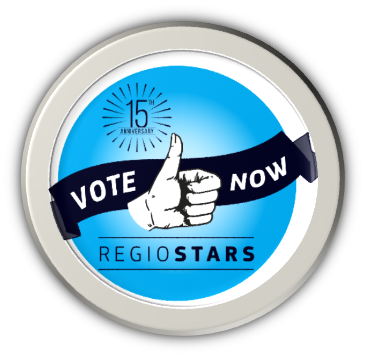 15TH
ANNIVERSARY
VOTE NOW
REGIOSTARS